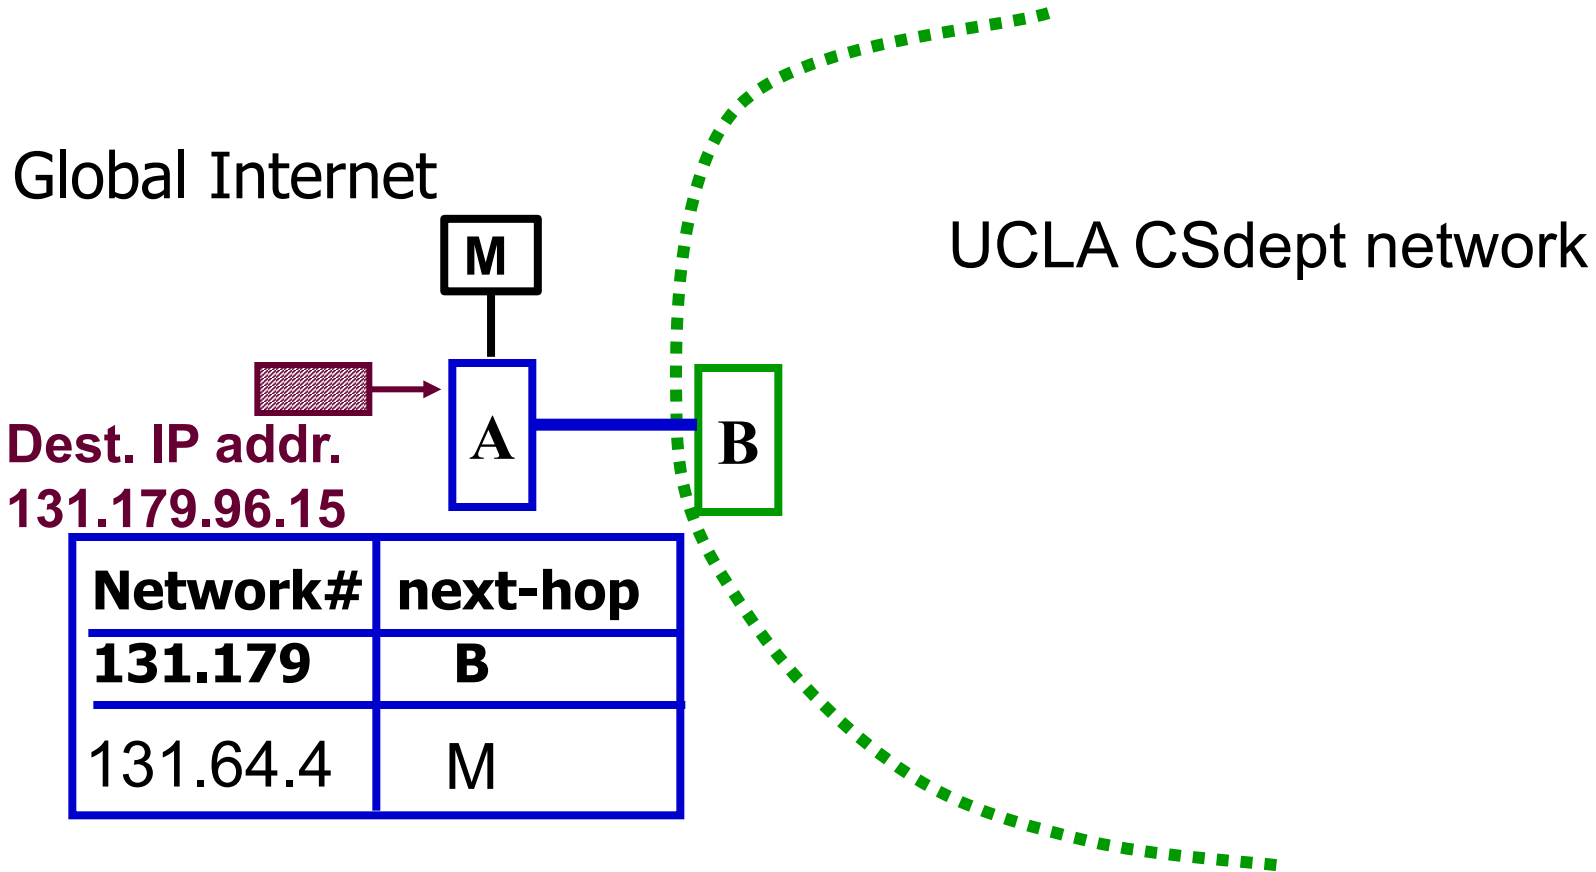 Global Internet
M
UCLA CSdept network
A
B
Dest. IP addr.
131.179.96.15
Network# next-hop
131.179 B
131.64.4 M